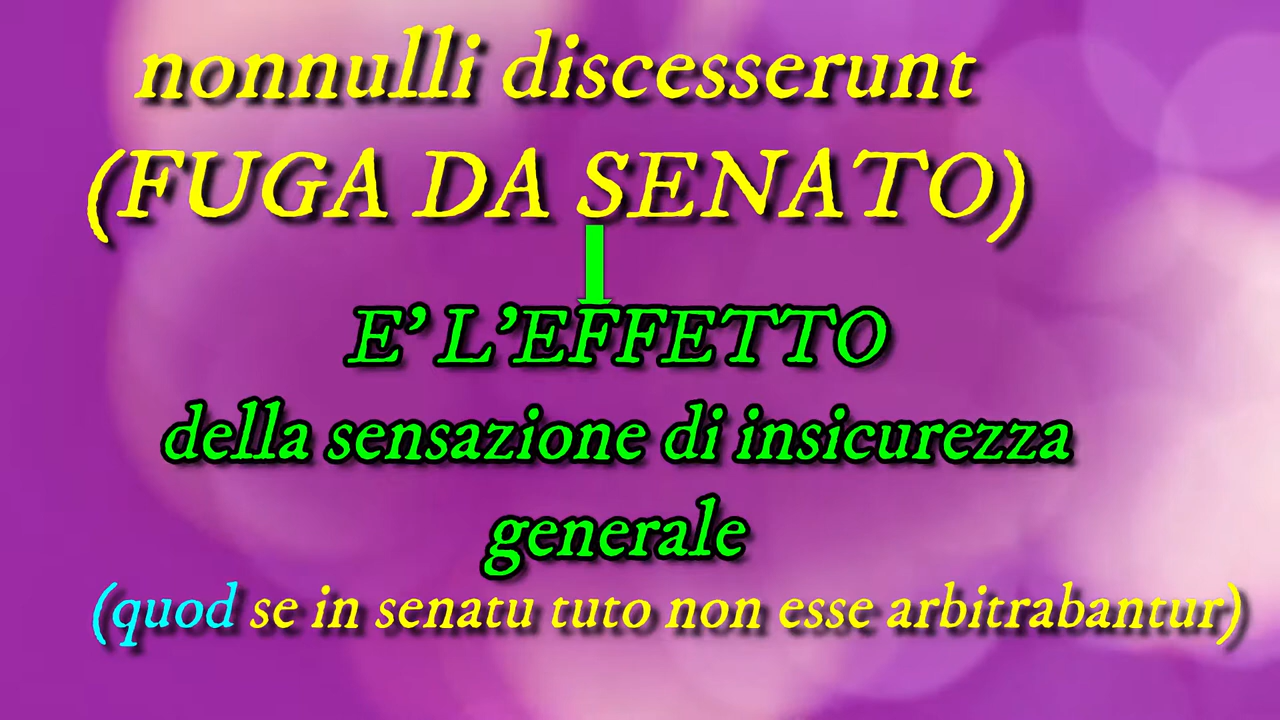 nonnulli discesserunt
(FUGA DA SENATO)
E' L'EFFETTO
della sensazione di insicurezza
generale
(quod se in senatu tuto non esse arbitrabantur)